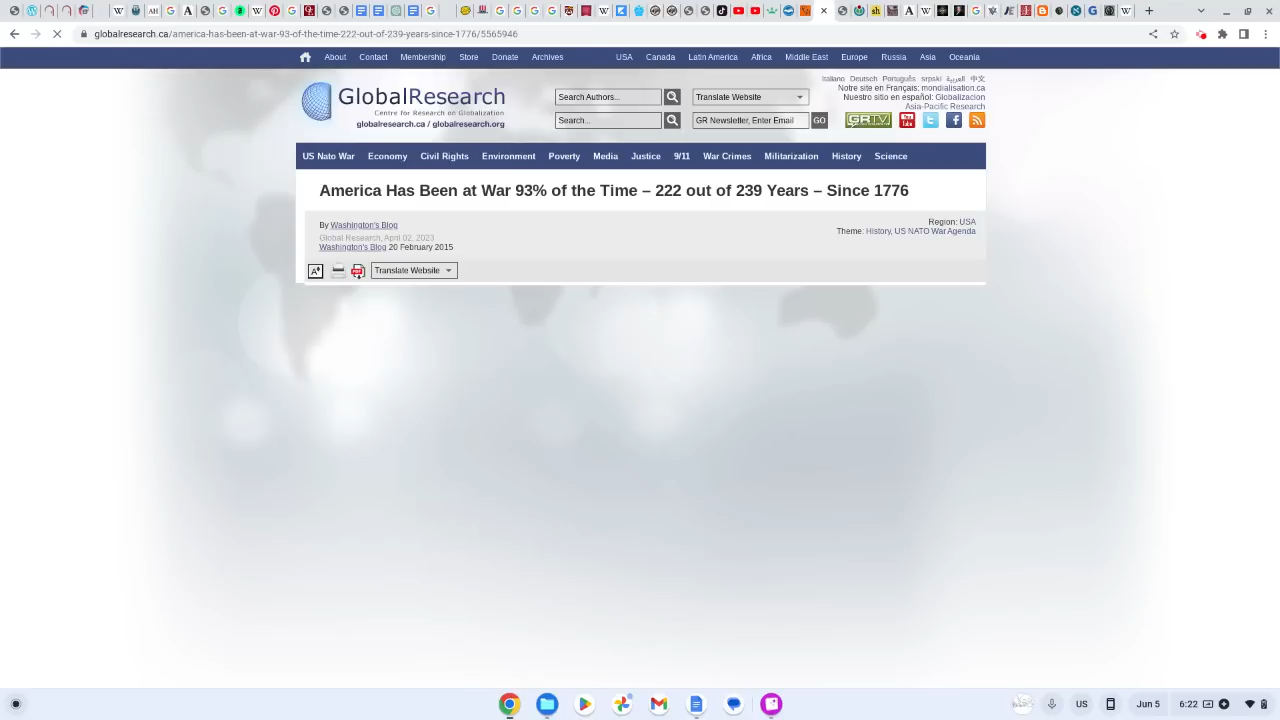 globalresearch.ca/america-has-been-at-war-93-of-the-time-222-out-of-239-years-since-1776/5565946
About Contact Membership Store Donate Archives USA Canada Latin America Africa Middle East Europe Russia Asia Oceania
Italiano Deutsch Português srpski العربية 中文
Notre site en Français: mondialisation.ca
Nuestro sitio en español: Globalizacion
Asia-Pacific Research
GlobalResearch
Centre for Research on Globalization
globalresearch.ca / globalresearch.org
Search Authors... Translate Website
Search... GR Newsletter, Enter Email GO GRTV You Tube
US Nato War Economy Civil Rights Environment Poverty Media Justice 9/11 War Crimes Militarization History Science
America Has Been at War 93% of the Time – 222 out of 239 Years – Since 1776
By Washington's Blog
Global Research, April 02, 2023
Washington's Blog 20 February 2015
Region: USA
Theme: History, US NATO War Agenda
A PDF Translate Website
US Jun 5 6:22